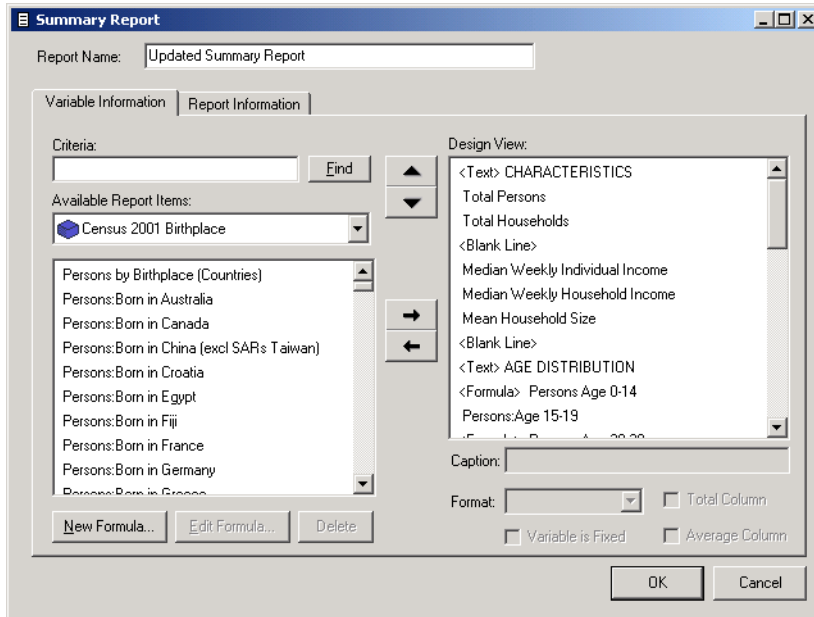 Summary Report
Report Name: Updated Summary Report
Variable Information
Report Information
Criteria:
Find
Available Report Items:
Census 2001 Birthplace
Persons by Birthplace (Countries)
Persons:Born in Australia
Persons:Born in Canada
Persons:Born in China (excl SARs Taiwan)
Persons:Born in Croatia
Persons:Born in Egypt
Persons:Born in Fiji
Persons:Born in France
Persons:Born in Germany
Persons:Born in Greece
New Formula...
Edit Formula...
Delete
Design View:
<Text> CHARACTERISTICS
Total Persons
Total Households
<Blank Line>
Median Weekly Individual Income
Median Weekly Household Income
Mean Household Size
<Blank Line>
<Text> AGE DISTRIBUTION
<Formula> Persons Age 0-14
Persons:Age 15-19
Caption:
Format:
Total Column
Variable is Fixed
Average Column
OK
Cancel